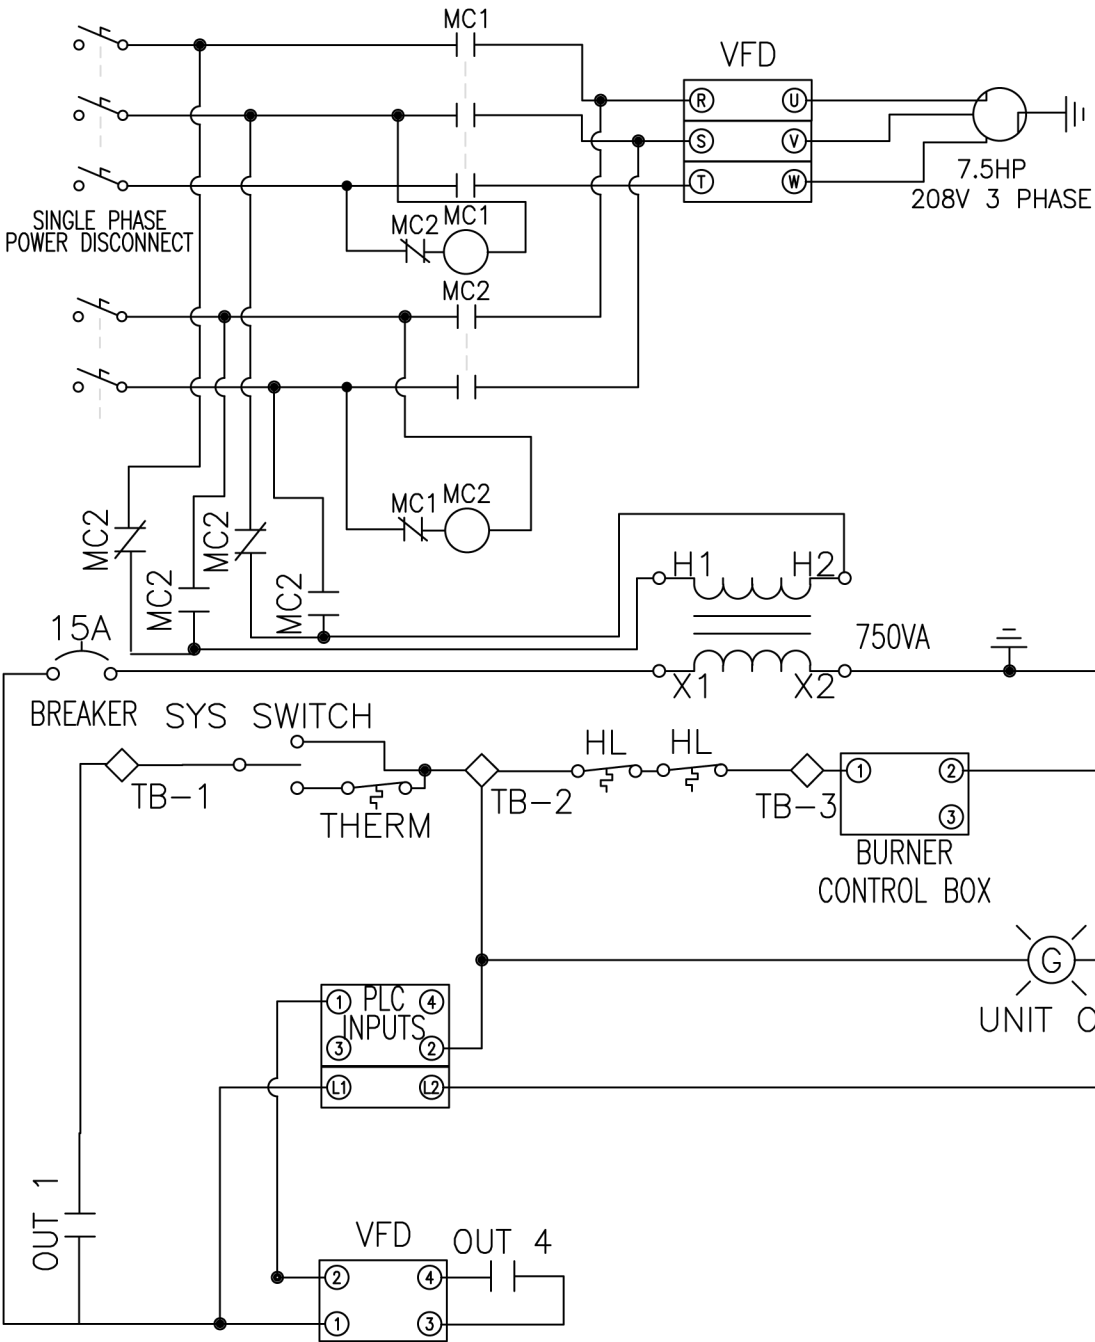 MC1
VFD
R
U
S
V
T
W
7.5HP
208V 3 PHASE
SINGLE PHASE
POWER DISCONNECT
MC2
MC1
MC2
MC1
MC2
MC2
MC2
MC2
MC2
H1
H2
15A
750VA
X1
X2
BREAKER
SYS SWITCH
TB-1
THERM
TB-2
HL
HL
TB-3
1
2
3
BURNER
CONTROL BOX
G
UNIT
1
PLC
4
INPUTS
3
2
L1
L2
OUT 1
VFD
OUT 4
2
4
1
3